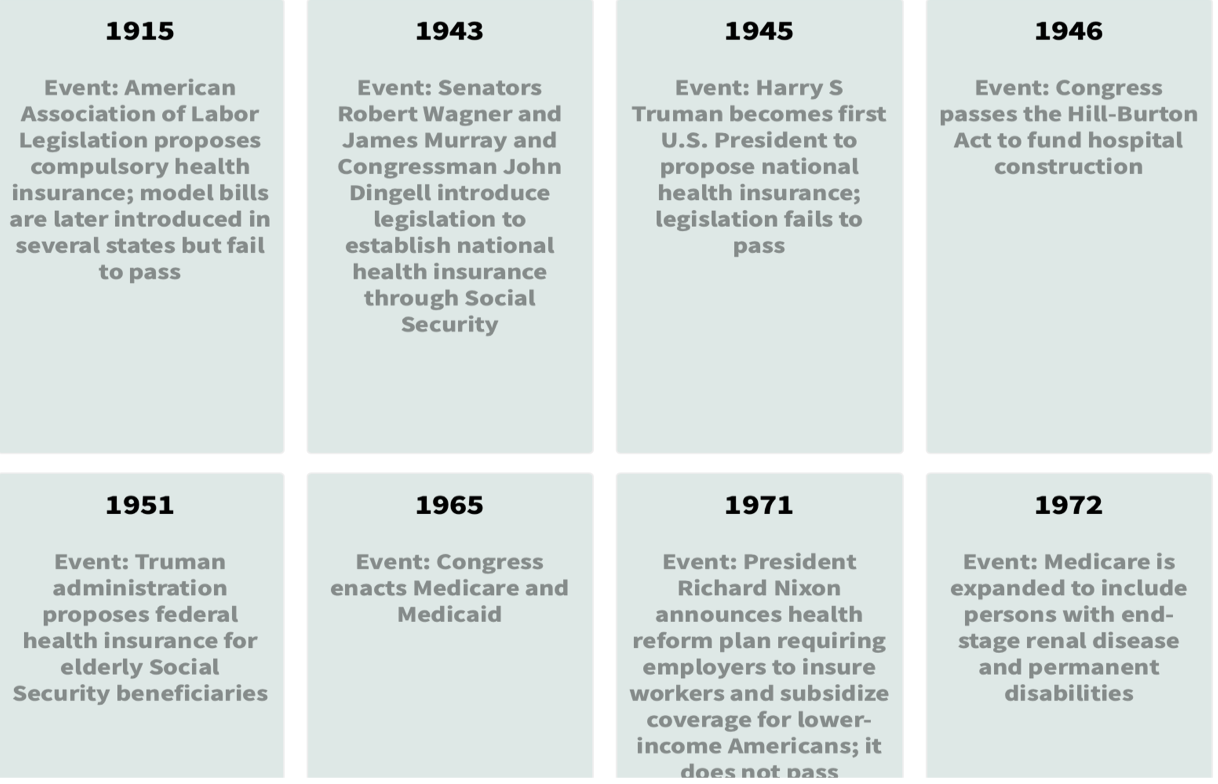 1915
Event: American
Association of Labor
Legislation proposes
compulsory health
insurance; model bills
are later introduced in
several states but fail
to pass
1943
Event: Senators
Robert Wagner and
James Murray and
Congressman John
Dingell introduce
legislation to
establish national
health insurance
through Social
Security
1945
Event: Harry S
Truman becomes first
U.S. President to
propose national
health insurance;
legislation fails to
pass
1946
Event: Congress
passes the Hill-Burton
Act to fund hospital
construction
1951
Event: Truman
administration
proposes federal
health insurance for
elderly Social
Security beneficiaries
1965
Event: Congress
enacts Medicare and
Medicaid
1971
Event: President
Richard Nixon
announces health
reform plan requiring
employers to insure
workers and subsidize
coverage for lower-
income Americans; it
does not pass
1972
Event: Medicare is
expanded to include
persons with end-
stage renal disease
and permanent
disabilities